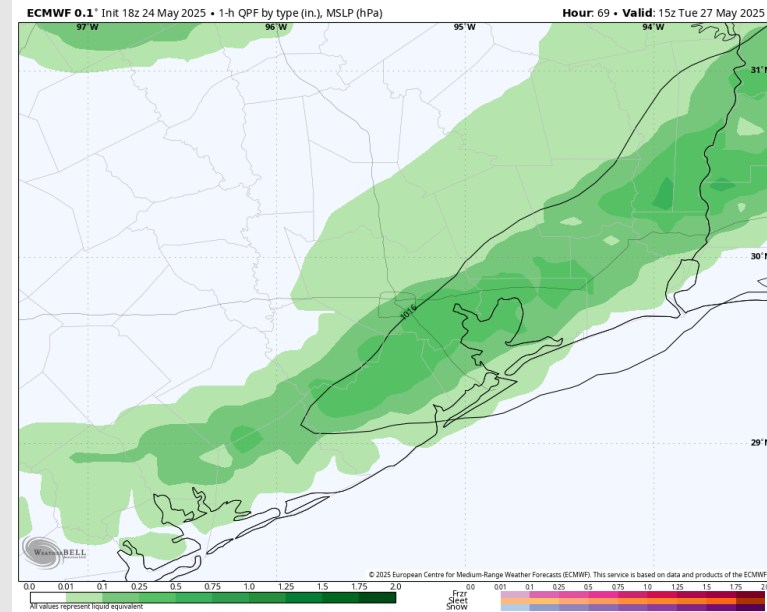 ECMWF 0.1° Init 18z 24 May 2025 • 1-h QPF by type (in.), MSLP (hPa)
Hour: 69 • Valid: 15z Tue 27 May 2025
97°W 96°W 95°W 94°W
31°N
30°N
1016
29°N
WEATHERBELL
© 2025 European Centre for Medium-Range Weather Forecasts (ECMWF). This service is based on data and products of the ECMWF
0.0 0.01 0.1 0.25 0.5 0.75 1.0 1.25 1.5 1.75 2.0
All values represent liquid equivalent
0.0 0.01 0.1 0.25 0.5 0.75 1.0 1.25 1.5 1.75 2.0
Frzr
Sleet
Snow